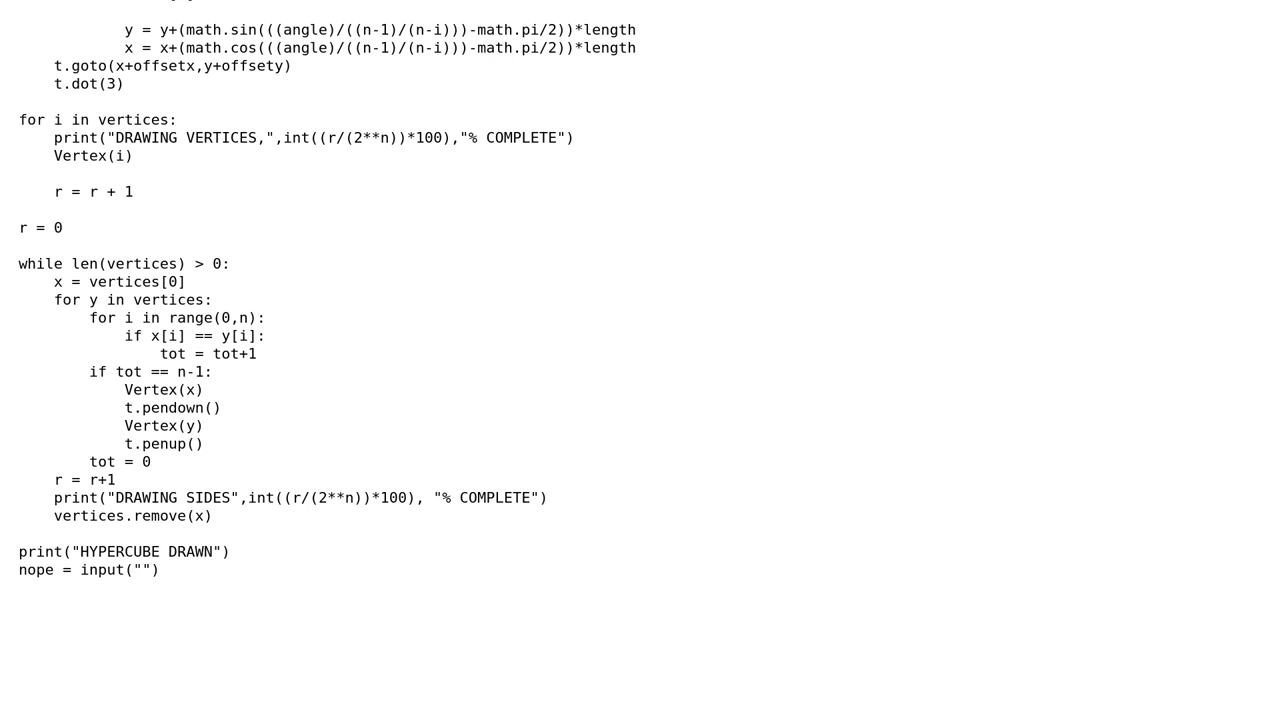 y = y+(math.sin(((angle)/((n-1)/(n-i)))-math.pi/2))*length
x = x+(math.cos(((angle)/((n-1)/(n-i)))-math.pi/2))*length
t.goto(x+offsetx,y+offsety)
t.dot(3)
for i in vertices:
print("DRAWING VERTICES,",int((r/(2**n))*100),"% COMPLETE")
Vertex(i)
r = r + 1
r = 0
while len(vertices) > 0:
x = vertices[0]
for y in vertices:
for i in range(0,n):
if x[i] == y[i]:
tot = tot+1
if tot == n-1:
Vertex(x)
t.pendown()
Vertex(y)
t.penup()
tot = 0
r = r+1
print("DRAWING SIDES",int((r/(2**n))*100), "% COMPLETE")
vertices.remove(x)
print("HYPERCUBE DRAWN")
nope = input("")